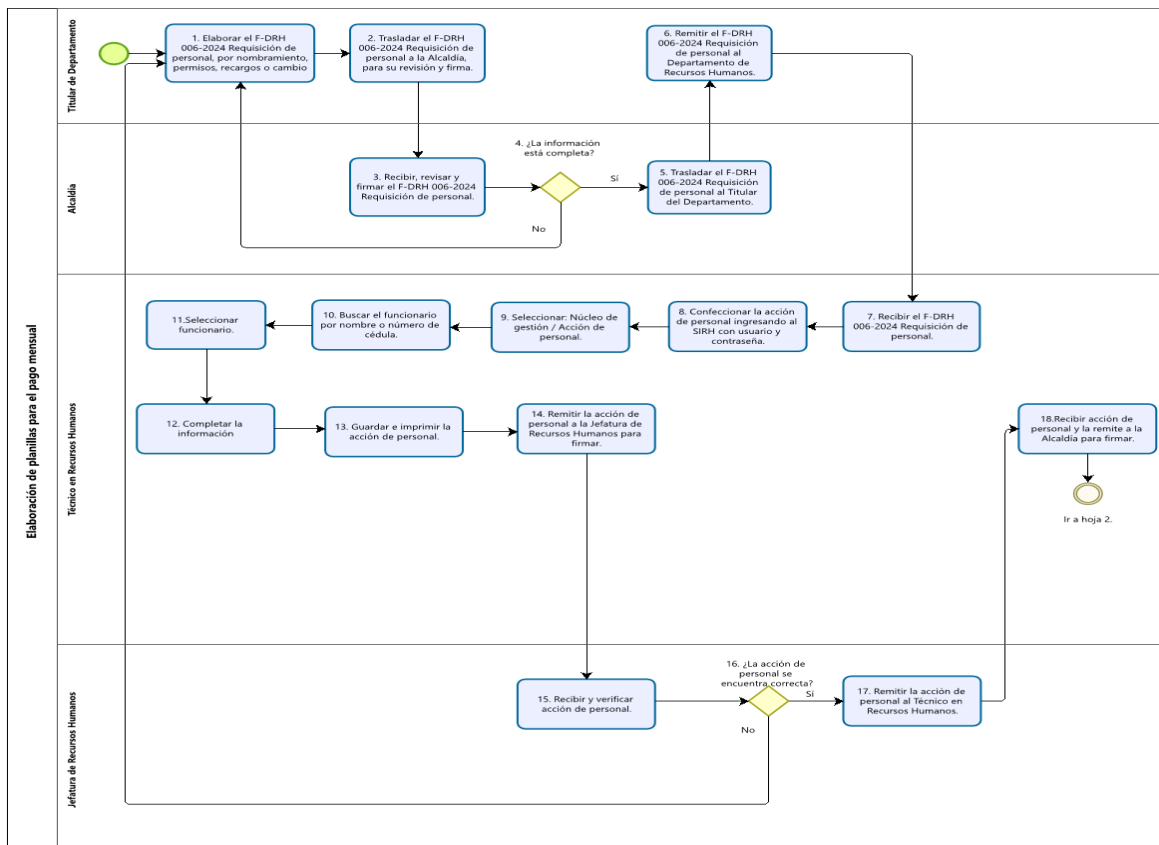 Elaboración de planillas para el pago mensual
Titular de Departamento
1. Elaborar el F-DRH
006-2024 Requisición de
personal, por nombramiento,
permisos, recargos o cambio
2. Trasladar el F-DRH
006-2024 Requisición de
personal a la Alcaldía,
para su revisión y firma.
6. Remitir el F-DRH
006-2024 Requisición
de personal al
Departamento de
Recursos Humanos.
Alcaldía
3. Recibir, revisar y
firmar el F-DRH 006-2024
Requisición de personal.
4. ¿La información
está completa?
Sí
No
5. Trasladar el F-DRH
006-2024 Requisición
de personal al Titular
del Departamento.
Técnico en Recursos Humanos
11.Seleccionar
funcionario.
10. Buscar el funcionario
por nombre o número de
cédula.
9. Seleccionar: Núcleo de
gestión / Acción de
personal.
8. Confeccionar la acción
de personal ingresando al
SIRH con usuario y
contraseña.
7. Recibir el F-DRH
006-2024 Requisición de
personal.
12. Completar la
información
13. Guardar e imprimir la
acción de personal.
14. Remitir la acción de
personal a la Jefatura de
Recursos Humanos para
firmar.
18.Recibir acción de
personal y la remite a la
Alcaldía para firmar.
Ir a hoja 2.
Jefatura de Recursos Humanos
15. Recibir y verificar
acción de personal.
16. ¿La acción de
personal se
encuentra correcta?
Sí
No
17. Remitir la acción de
personal al Técnico en
Recursos Humanos.